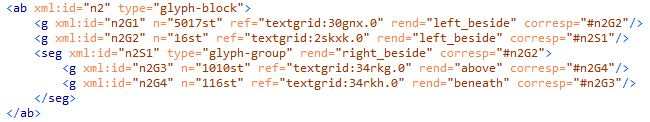 <ab xml:id="n2" type="glyph-block">
<g xml:id="n2G1" n="5017st" ref="textgrid:30gnx.0" rend="left_beside" corresp="#n2G2"/>
<g xml:id="n2G2" n="16st" ref="textgrid:2skxk.0" rend="left_beside" corresp="#n2S1"/>
<seg xml:id="n2S1" type="glyph-group" rend="right_beside" corresp="#n2G2">
<g xml:id="n2G3" n="1010st" ref="textgrid:34rkg.0" rend="above" corresp="#n2G4"/>
<g xml:id="n2G4" n="116st" ref="textgrid:34rkh.0" rend="beneath" corresp="#n2G3"/>
</seg>
</ab>